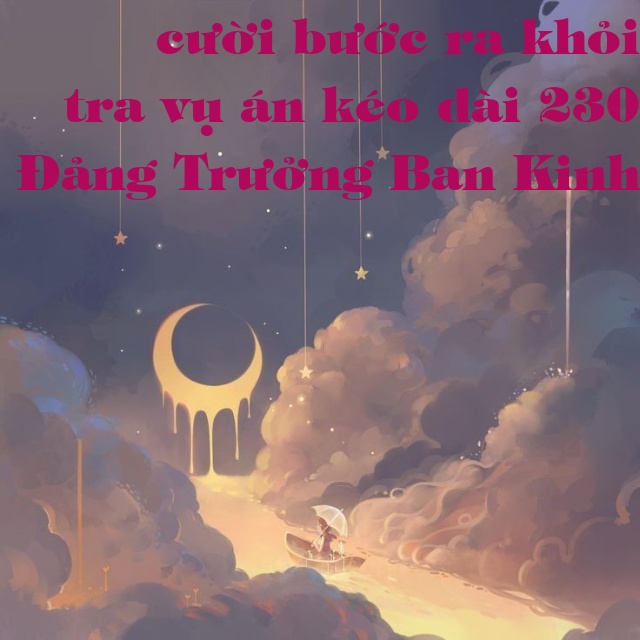 cười bước ra khỏi
tra vụ án kéo dài 230
Đảng Trưởng Ban Kinh